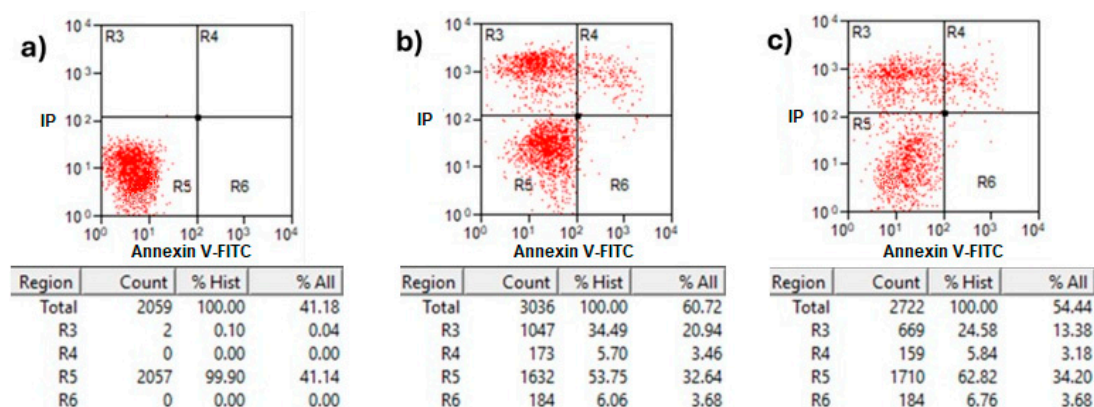 a)
10⁴
R3
R4
10³
IP
10²
10¹
R5
R6
10⁰
10⁰ 10¹ 10² 10³ 10⁴
Annexin V-FITC
Region Count % Hist % All
Total 2059 100.00 41.18
R3 2 0.10 0.04
R4 0 0.00 0.00
R5 2057 99.90 41.14
R6 0 0.00 0.00
b)
10⁴
R3
R4
10³
IP
10²
10¹
R5
R6
10⁰
10⁰ 10¹ 10² 10³ 10⁴
Annexin V-FITC
Region Count % Hist % All
Total 3036 100.00 60.72
R3 1047 34.49 20.94
R4 173 5.70 3.46
R5 1632 53.75 32.64
R6 184 6.06 3.68
c)
10⁴
R3
R4
10³
IP
10²
R5
10¹
R6
10⁰
10⁰ 10¹ 10² 10³ 10⁴
Annexin V-FITC
Region Count % Hist % All
Total 2722 100.00 54.44
R3 669 24.58 13.38
R4 159 5.84 3.18
R5 1710 62.82 34.20
R6 184 6.76 3.68